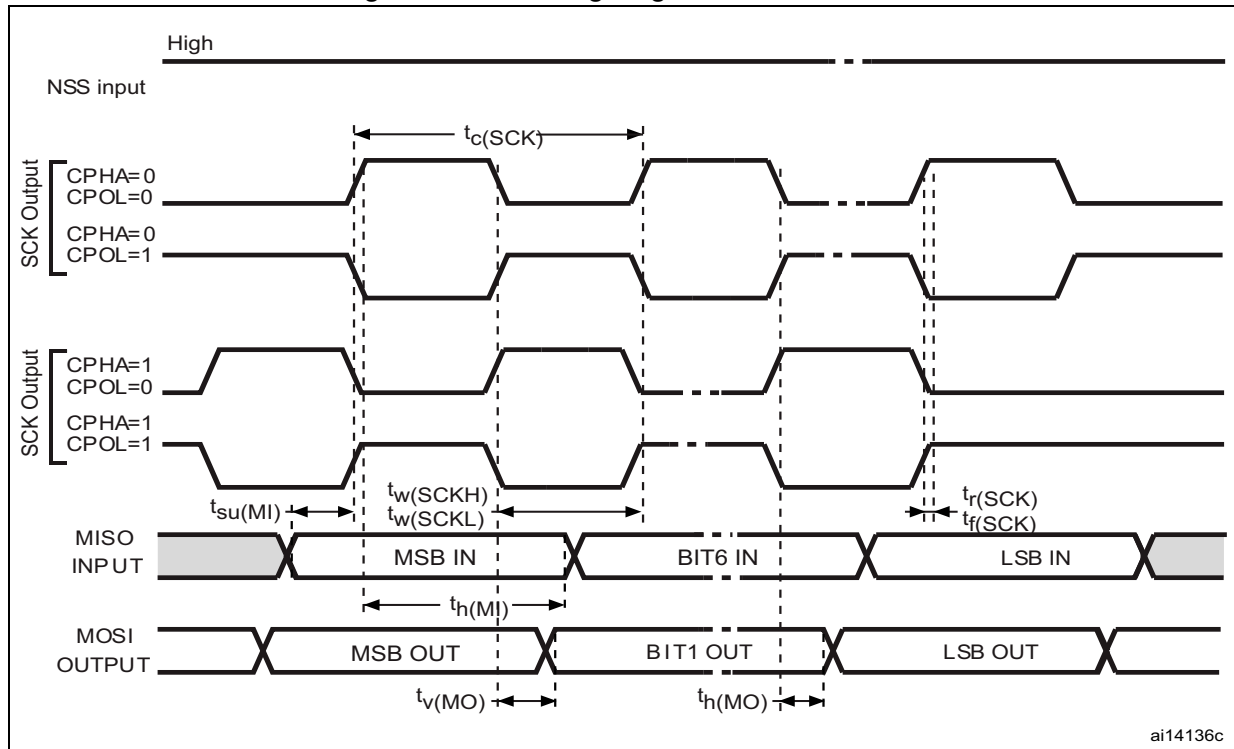 High
NSS input
tc(SCK)
SCK Output
CPHA=0
CPOL=0
CPHA=0
CPOL=1
SCK Output
CPHA=1
CPOL=0
CPHA=1
CPOL=1
tsu(MI)
tw(SCKH)
tw(SCKL)
tr(SCK)
tf(SCK)
MISO
INPUT
MSB IN
BIT6 IN
LSB IN
th(MI)
MOSI
OUTPUT
MSB OUT
BIT1 OUT
LSB OUT
tv(MO)
th(MO)
ai14136c